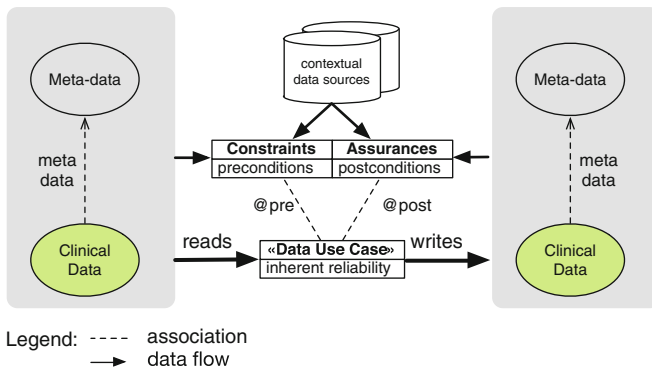 Meta-data
meta
data
Clinical
Data
contextual
data sources
Constraints
preconditions
Assurances
postconditions
@pre
@post
reads
«Data Use Case»
inherent reliability
writes
Meta-data
meta
data
Clinical
Data
Legend:
association
data flow